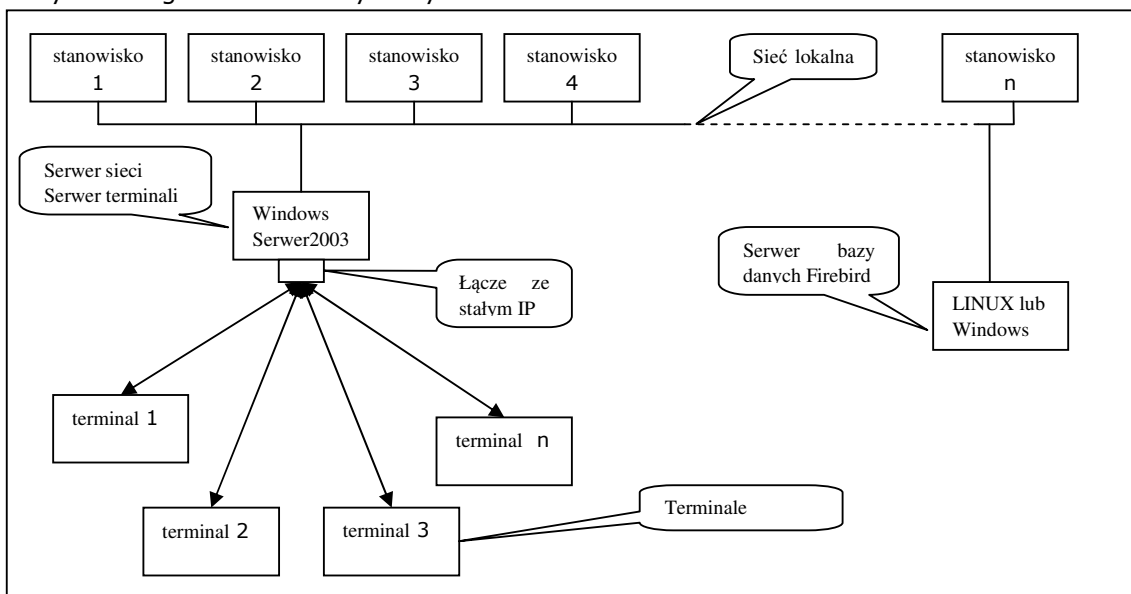 stanowisko
1
stanowisko
2
stanowisko
3
stanowisko
4
Sieć lokalna
stanowisko
n
Serwer sieci
Serwer terminali
Windows
Serwer2003
Łącze ze
stałym IP
Serwer bazy
danych Firebird
LINUX lub
Windows
terminal 1
terminal n
terminal 2
terminal 3
Terminale